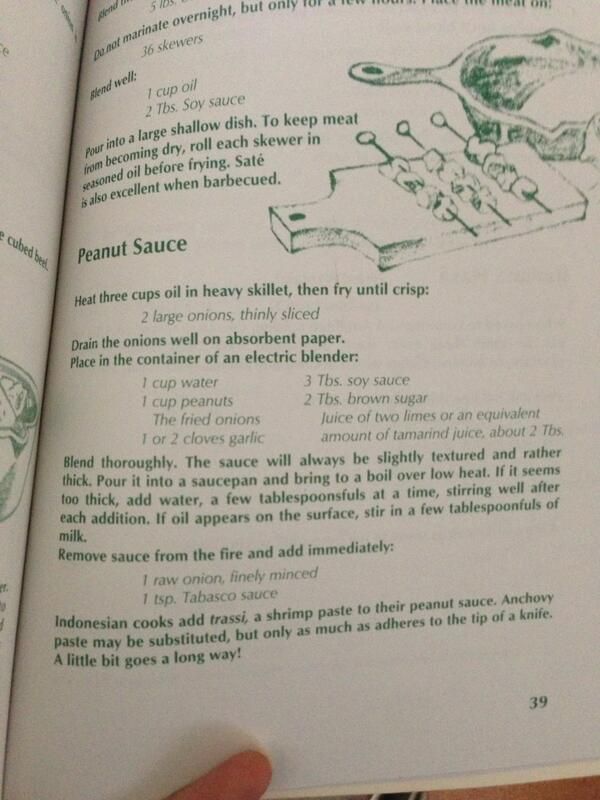 5 lbs.
Do not marinate overnight, but only for a few hours. Place the meat on:
36 skewers
Blend well:
1 cup oil
2 Tbs. Soy sauce
Pour into a large shallow dish. To keep meat
from becoming dry, roll each skewer in
seasoned oil before frying. Saté
is also excellent when barbecued.
cubed beef.
Peanut Sauce
Heat three cups oil in heavy skillet, then fry until crisp:
2 large onions, thinly sliced
Drain the onions well on absorbent paper.
Place in the container of an electric blender:
1 cup water 3 Tbs. soy sauce
1 cup peanuts 2 Tbs. brown sugar
The fried onions Juice of two limes or an equivalent
1 or 2 cloves garlic amount of tamarind juice, about 2 Tbs.
Blend thoroughly. The sauce will always be slightly textured and rather
thick. Pour it into a saucepan and bring to a boil over low heat. If it seems
too thick, add water, a few tablespoonsfuls at a time, stirring well after
each addition. If oil appears on the surface, stir in a few tablespoonfuls of
milk.
Remove sauce from the fire and add immediately:
1 raw onion, finely minced
1 tsp. Tabasco sauce
Indonesian cooks add trassi, a shrimp paste to their peanut sauce. Anchovy
paste may be substituted, but only as much as adheres to the tip of a knife.
A little bit goes a long way!
39